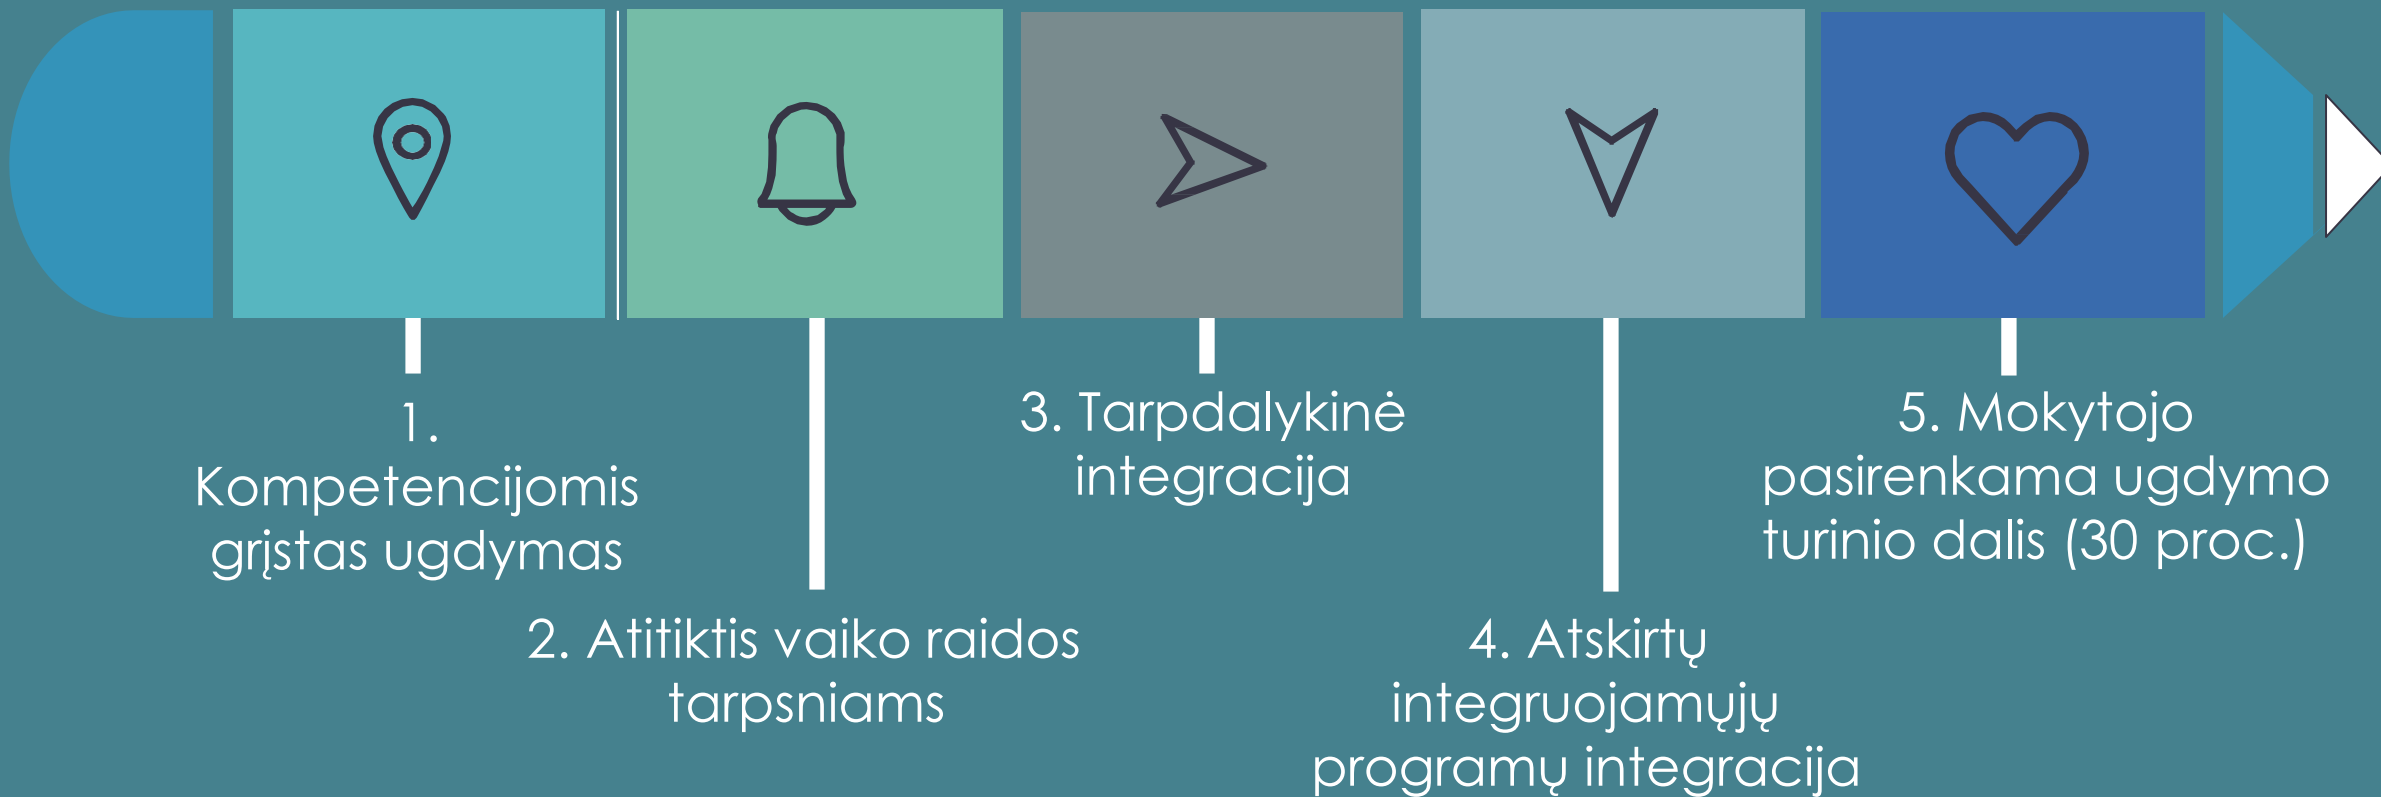 1.
Kompetencijomis
grįstas ugdymas
2. Atitiktis vaiko raidos
tarpsniams
3. Tarpdalykinė
integracija
4. Atskirtų
integruojamųjų
programų integracija
5. Mokytojo
pasirenkama ugdymo
turinio dalis (30 proc.)